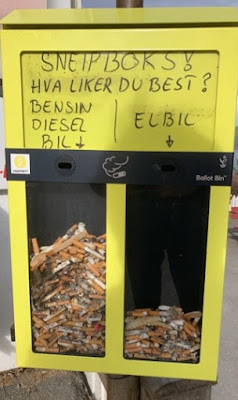 SNEIPBOKS!
HVA LIKER DU BEST?
BENSIN
DIESEL
BIL
ELBIL
Ballot Bin